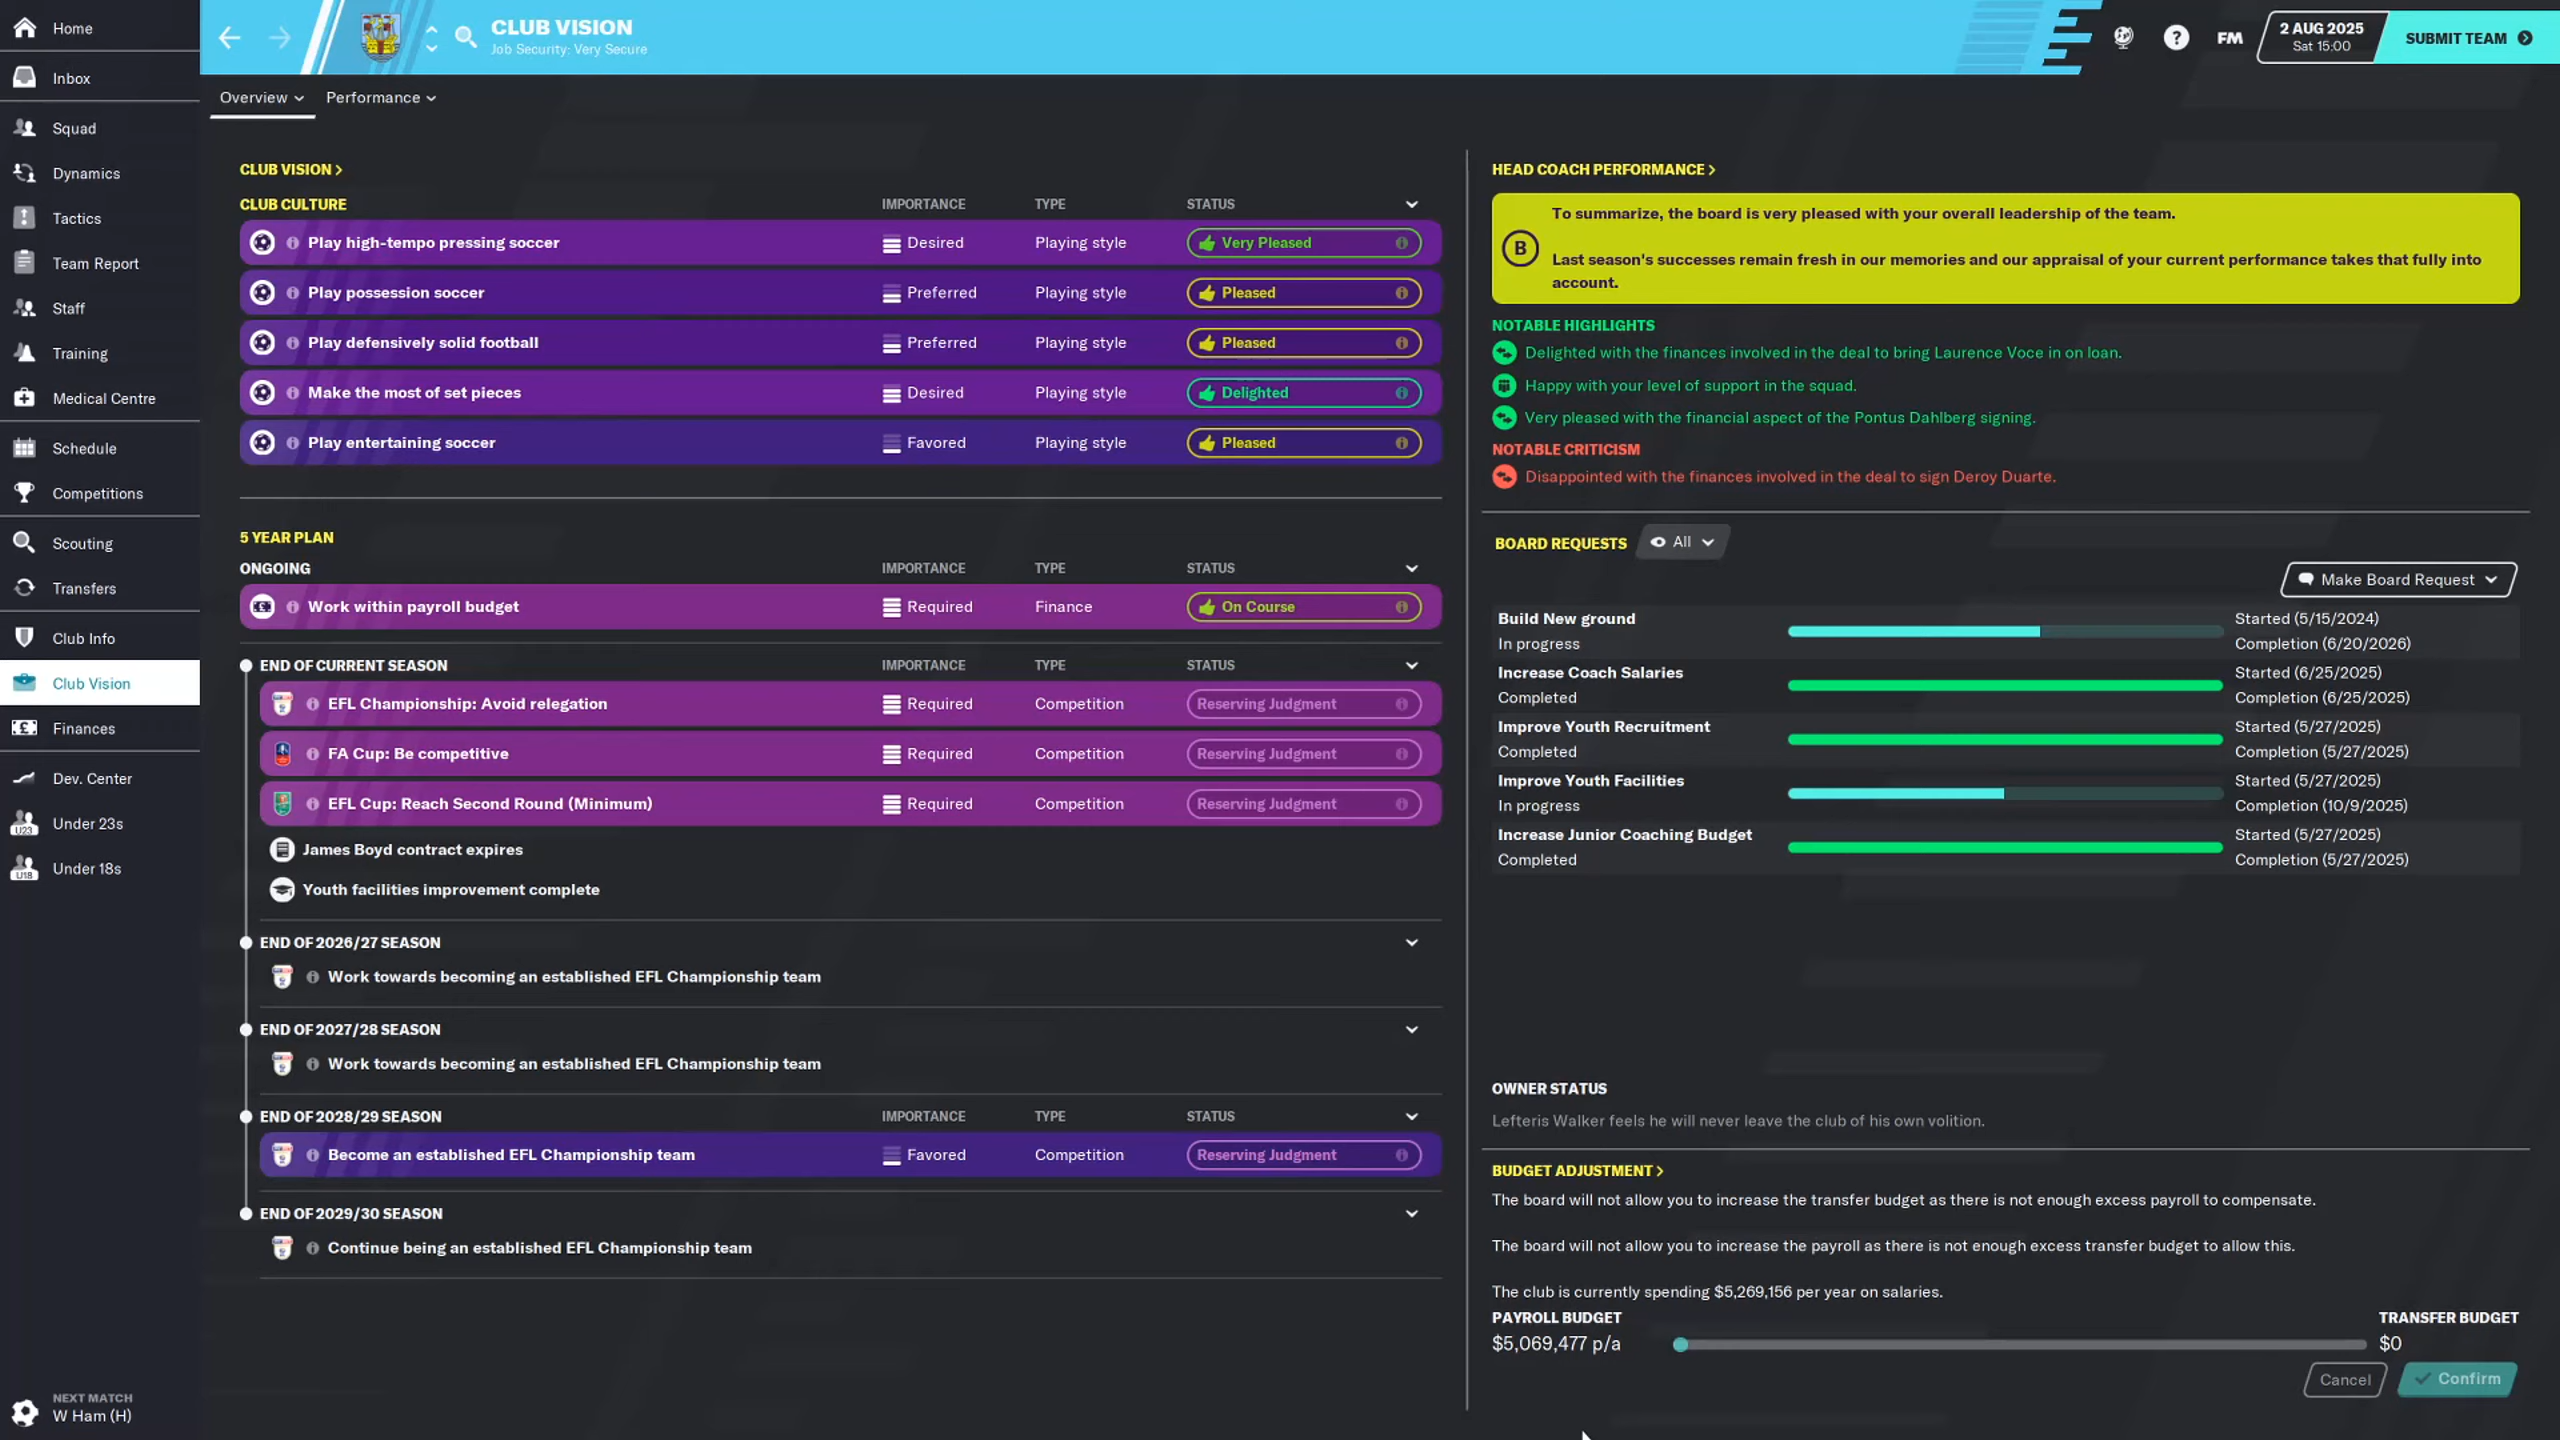 Home
Inbox
Squad
Dynamics
Tactics
Team Report
Staff
Training
Medical Centre
Schedule
Competitions
Scouting
Transfers
Club Info
Club Vision
Finances
Dev. Center
U23 Under 23s
U18 Under 18s
NEXT MATCH
W Ham (H)
CLUB VISION
Job Security: Very Secure
FM
2 AUG 2025
Sat 15:00
SUBMIT TEAM
Overview Performance
CLUB VISION >
CLUB CULTURE IMPORTANCE TYPE STATUS
Play high-tempo pressing soccer Desired Playing style Very Pleased
Play possession soccer Preferred Playing style Pleased
Play defensively solid football Preferred Playing style Pleased
Make the most of set pieces Desired Playing style Delighted
Play entertaining soccer Favored Playing style Pleased
5 YEAR PLAN
ONGOING IMPORTANCE TYPE STATUS
Work within payroll budget Required Finance On Course
END OF CURRENT SEASON IMPORTANCE TYPE STATUS
EFL Championship: Avoid relegation Required Competition Reserving Judgment
FA Cup: Be competitive Required Competition Reserving Judgment
EFL Cup: Reach Second Round (Minimum) Required Competition Reserving Judgment
James Boyd contract expires
Youth facilities improvement complete
END OF 2026/27 SEASON
Work towards becoming an established EFL Championship team
END OF 2027/28 SEASON
Work towards becoming an established EFL Championship team
END OF 2028/29 SEASON IMPORTANCE TYPE STATUS
Become an established EFL Championship team Favored Competition Reserving Judgment
END OF 2029/30 SEASON
Continue being an established EFL Championship team
HEAD COACH PERFORMANCE >
B
To summarize, the board is very pleased with your overall leadership of the team.
Last season's successes remain fresh in our memories and our appraisal of your current performance takes that fully into
account.
NOTABLE HIGHLIGHTS
Delighted with the finances involved in the deal to bring Laurence Voce in on loan.
Happy with your level of support in the squad.
Very pleased with the financial aspect of the Pontus Dahlberg signing.
NOTABLE CRITICISM
Disappointed with the finances involved in the deal to sign Deroy Duarte.
BOARD REQUESTS All
Make Board Request
Build New ground Started (5/15/2024)
In progress Completion (6/20/2026)
Increase Coach Salaries Started (6/25/2025)
Completed Completion (6/25/2025)
Improve Youth Recruitment Started (5/27/2025)
Completed Completion (5/27/2025)
Improve Youth Facilities Started (5/27/2025)
In progress Completion (10/9/2025)
Increase Junior Coaching Budget Started (5/27/2025)
Completed Completion (5/27/2025)
OWNER STATUS
Lefteris Walker feels he will never leave the club of his own volition.
BUDGET ADJUSTMENT >
The board will not allow you to increase the transfer budget as there is not enough excess payroll to compensate.
The board will not allow you to increase the payroll as there is not enough excess transfer budget to allow this.
The club is currently spending $5,269,156 per year on salaries.
PAYROLL BUDGET TRANSFER BUDGET
$5,069,477 p/a $0
Cancel Confirm